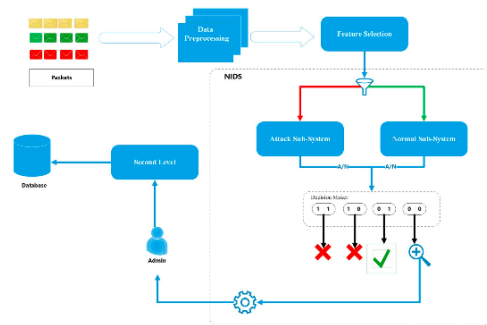 Packets
Data
Preprocessing
Feature Selection
NIDS
Attack Sub-System
Normal Sub-System
A/N
A/N
Decision Maker
1 1
1 0
0 1
0 0
Second Level
Database
Admin